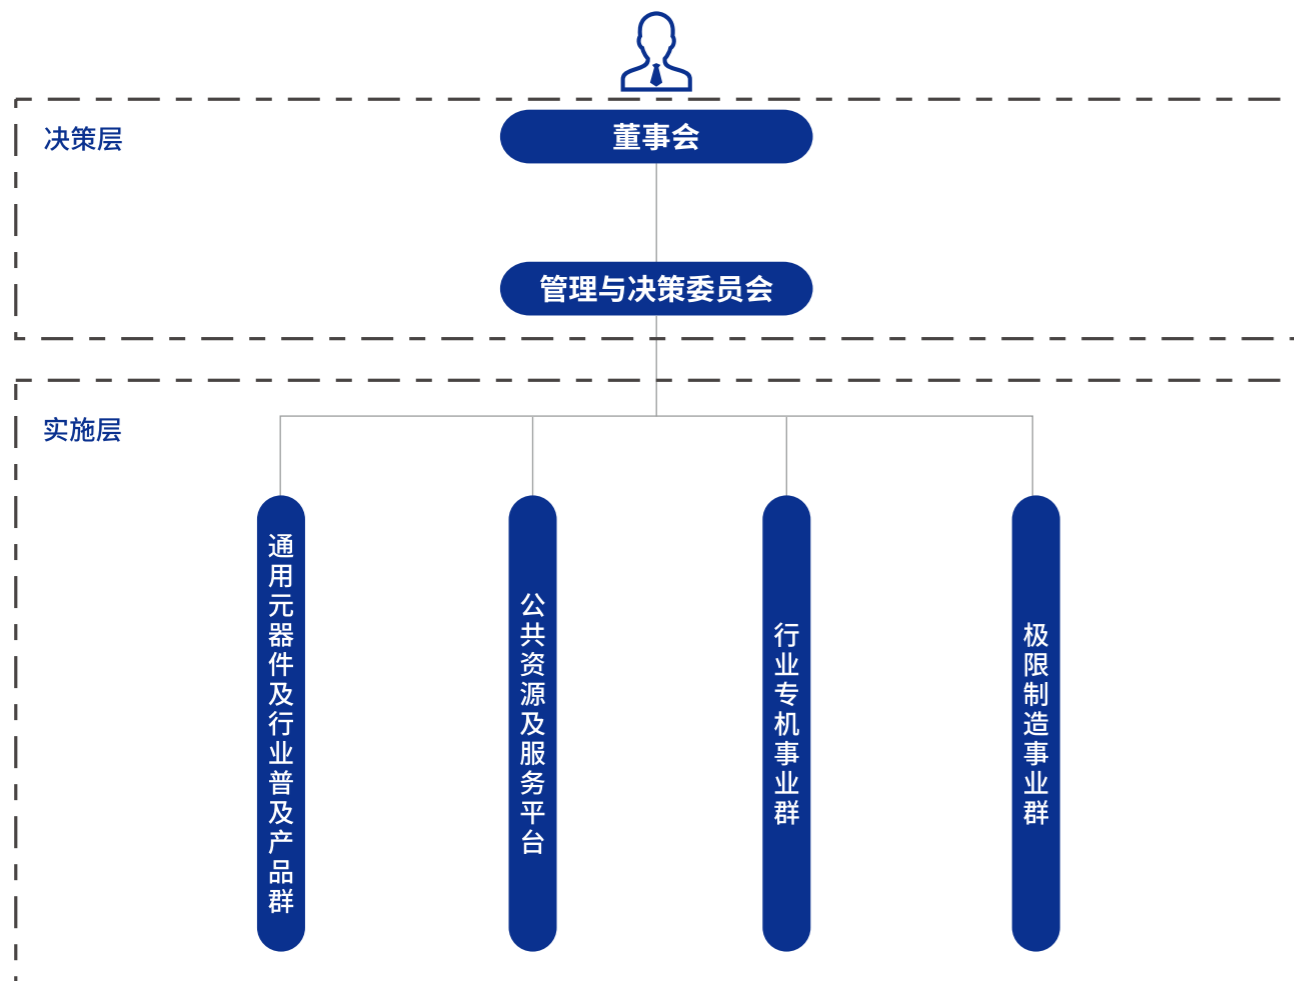 决策层
董事会
管理与决策委员会
实施层
通用元器件及行业普及产品群
公共资源及服务平台
行业专机事业群
极限制造事业群